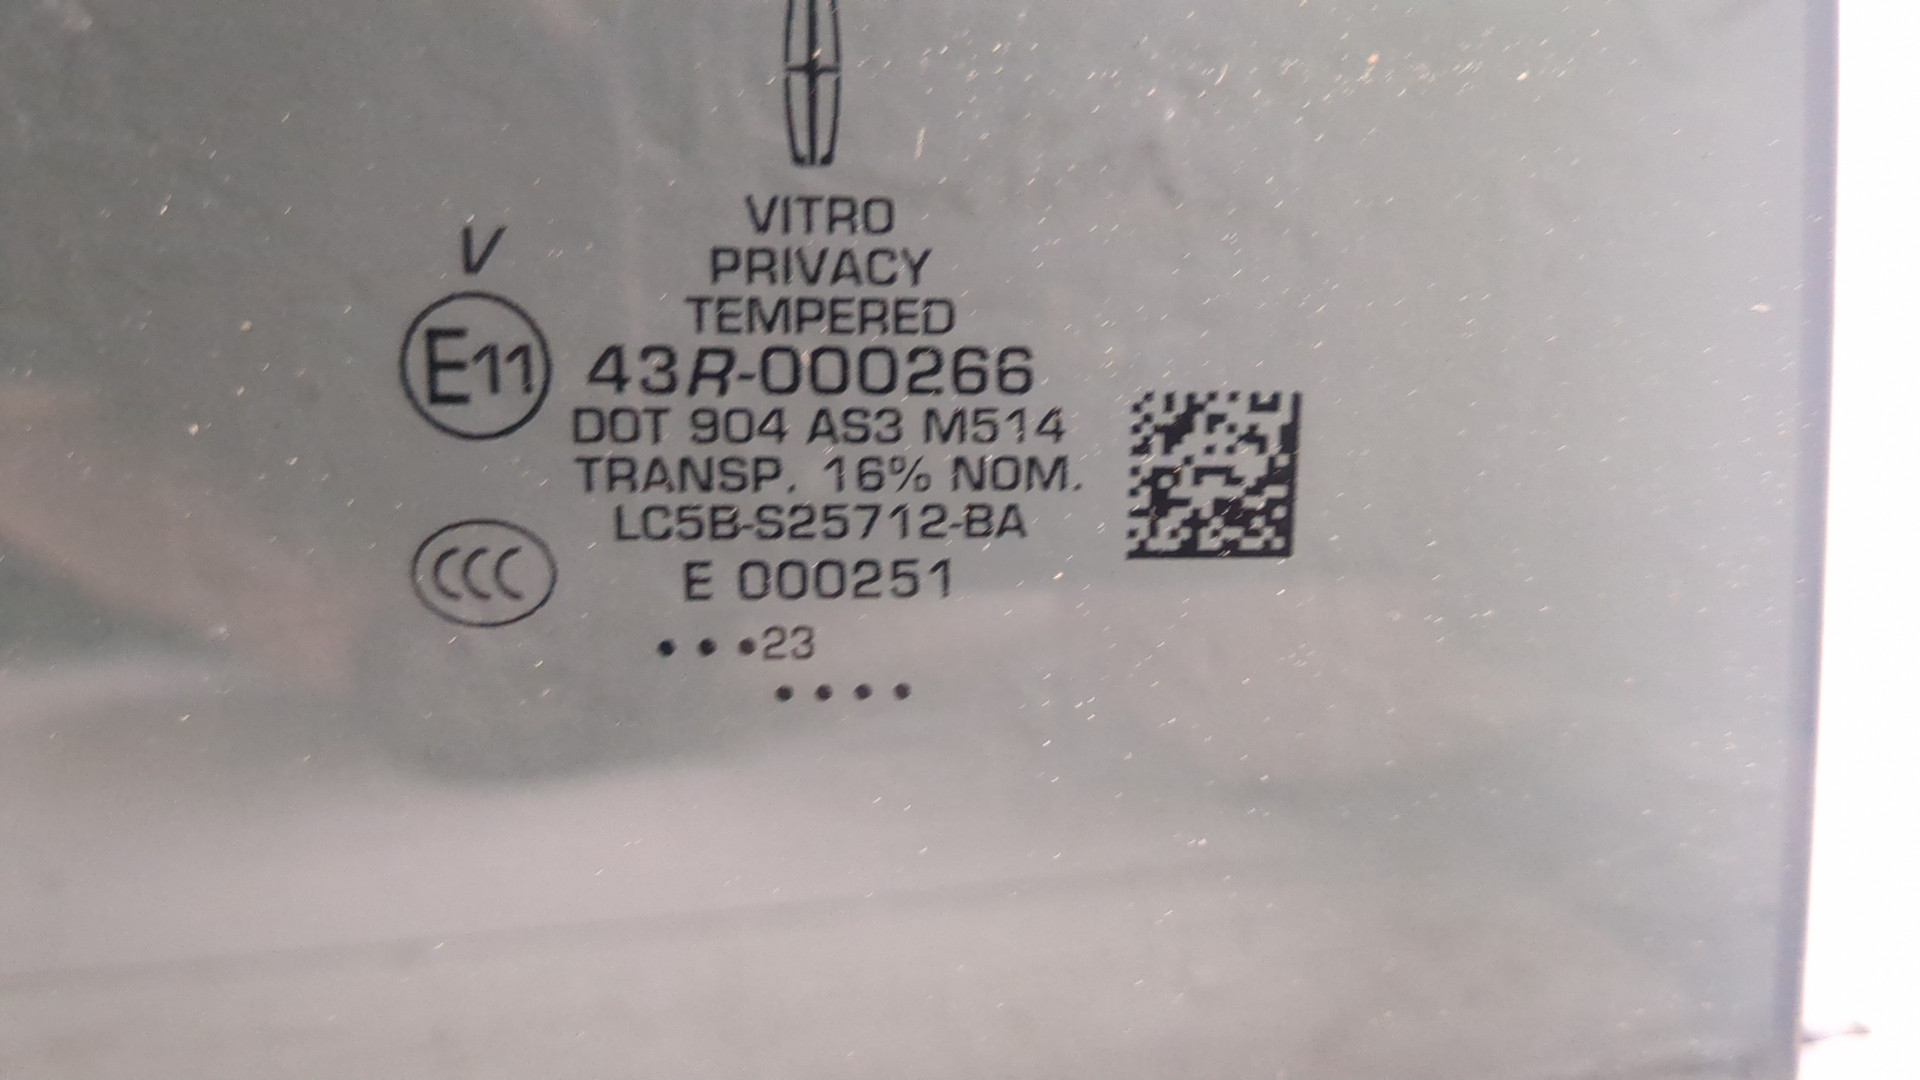 VITRO
V
PRIVACY
TEMPERED
E11
43R-000266
DOT 904 AS3 M514
TRANSP. 16% NOM.
LC5B-S25712-BA
CCC
E 000251
•••23
••••